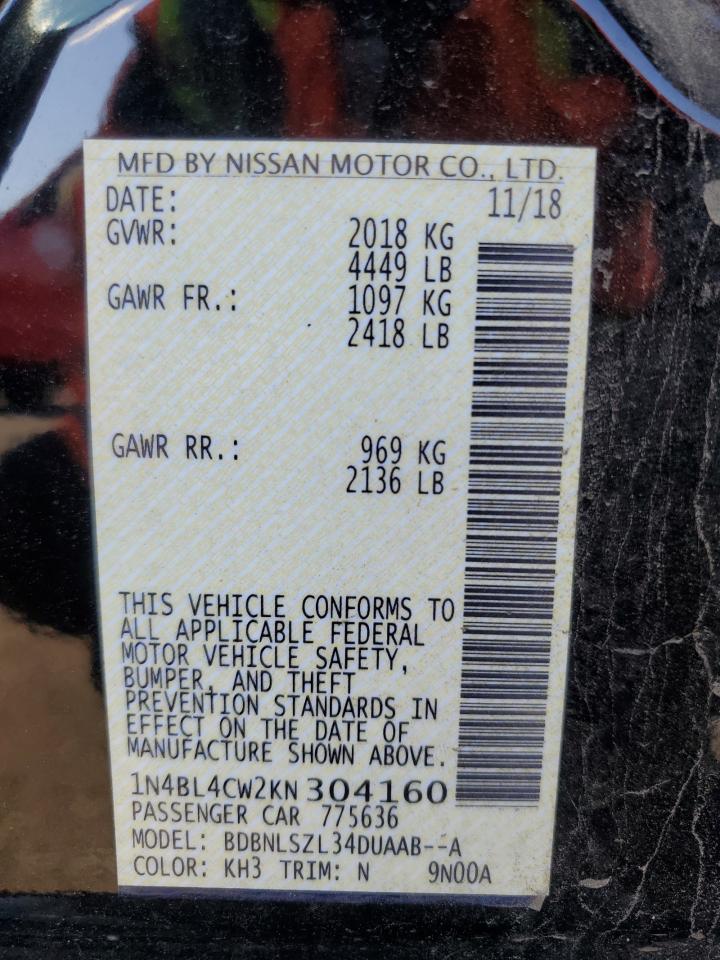 MFD BY NISSAN MOTOR CO., LTD.
DATE: 11/18
GVWR: 2018 KG
4449 LB
GAWR FR.: 1097 KG
2418 LB
GAWR RR.: 969 KG
2136 LB
THIS VEHICLE CONFORMS TO
ALL APPLICABLE FEDERAL
MOTOR VEHICLE SAFETY,
BUMPER, AND THEFT
PREVENTION STANDARDS IN
EFFECT ON THE DATE OF
MANUFACTURE SHOWN ABOVE.
1N4BL4CW2KN304160
PASSENGER CAR 775636
MODEL: BDBNLSZL34DUAAB--A
COLOR: KH3 TRIM: N 9N00A